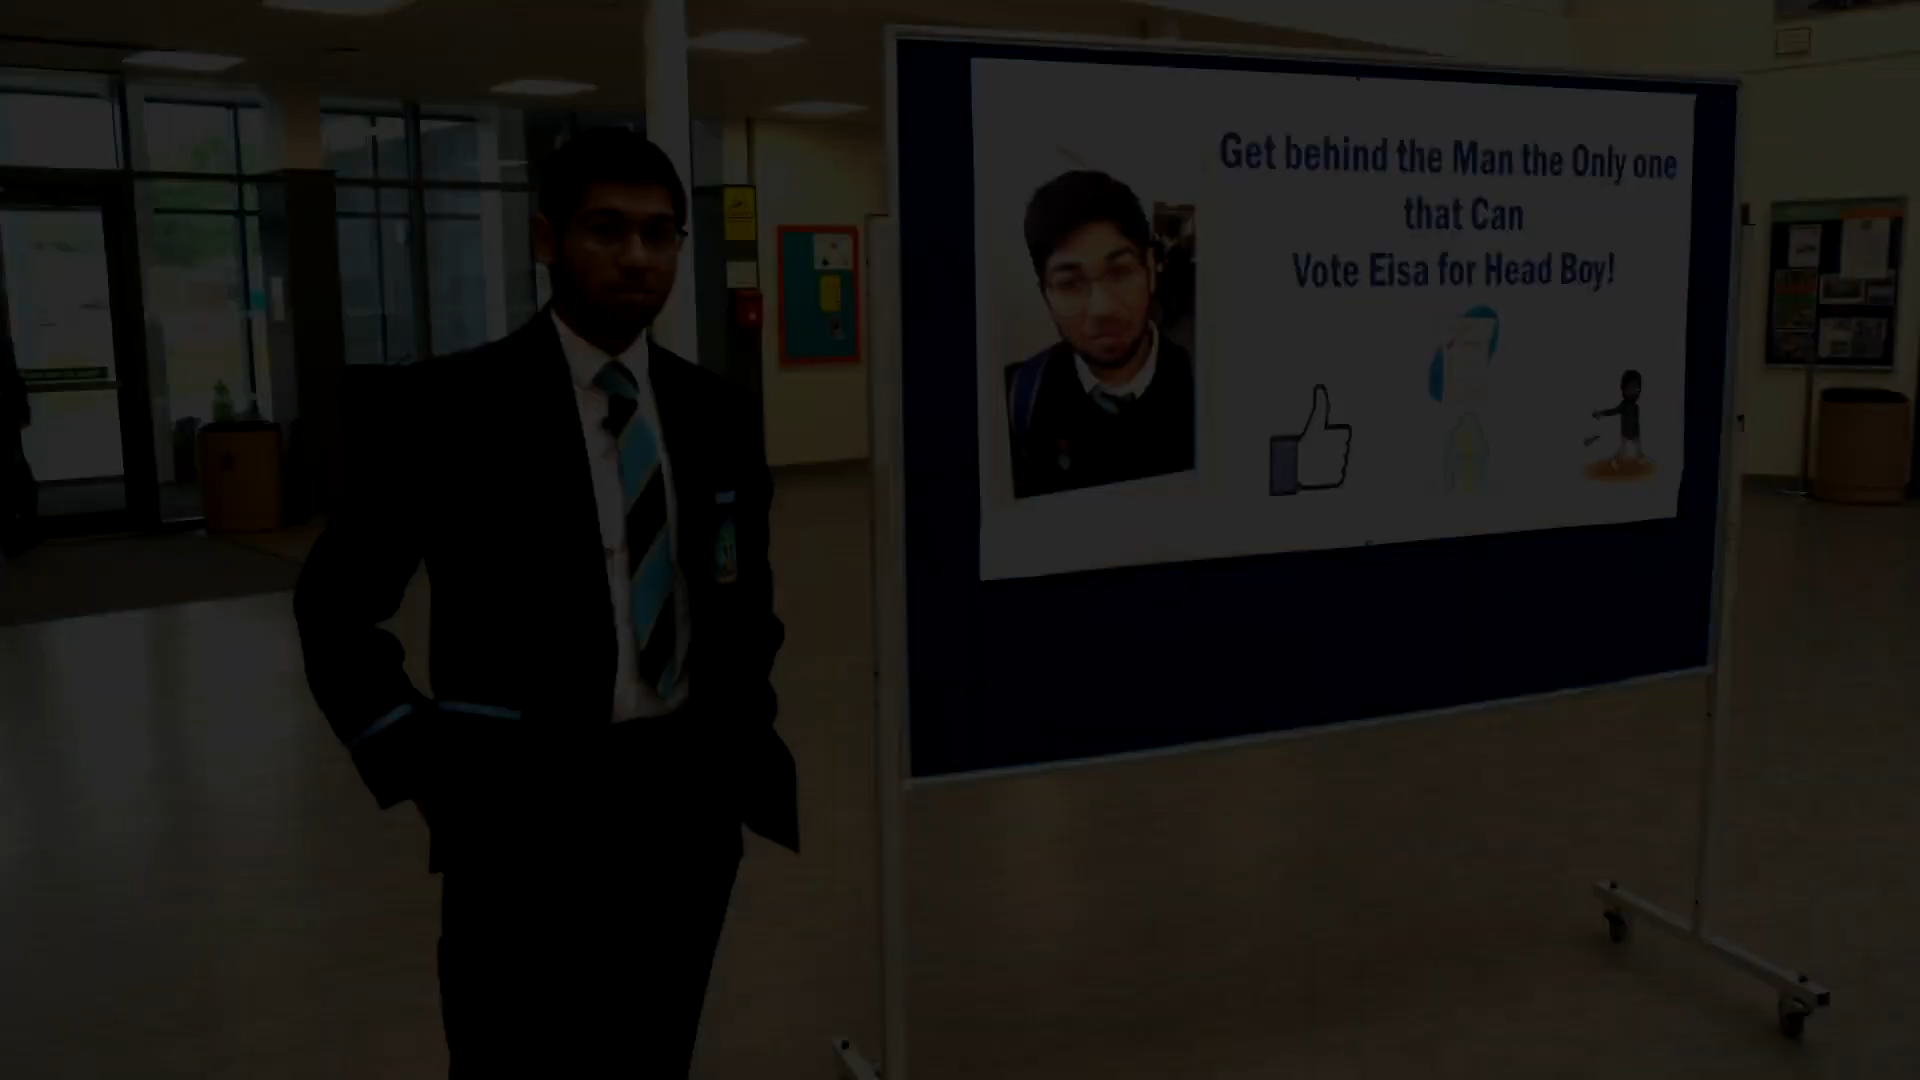 Get behind the Man the Only one
that Can
Vote Eisa for Head Boy!